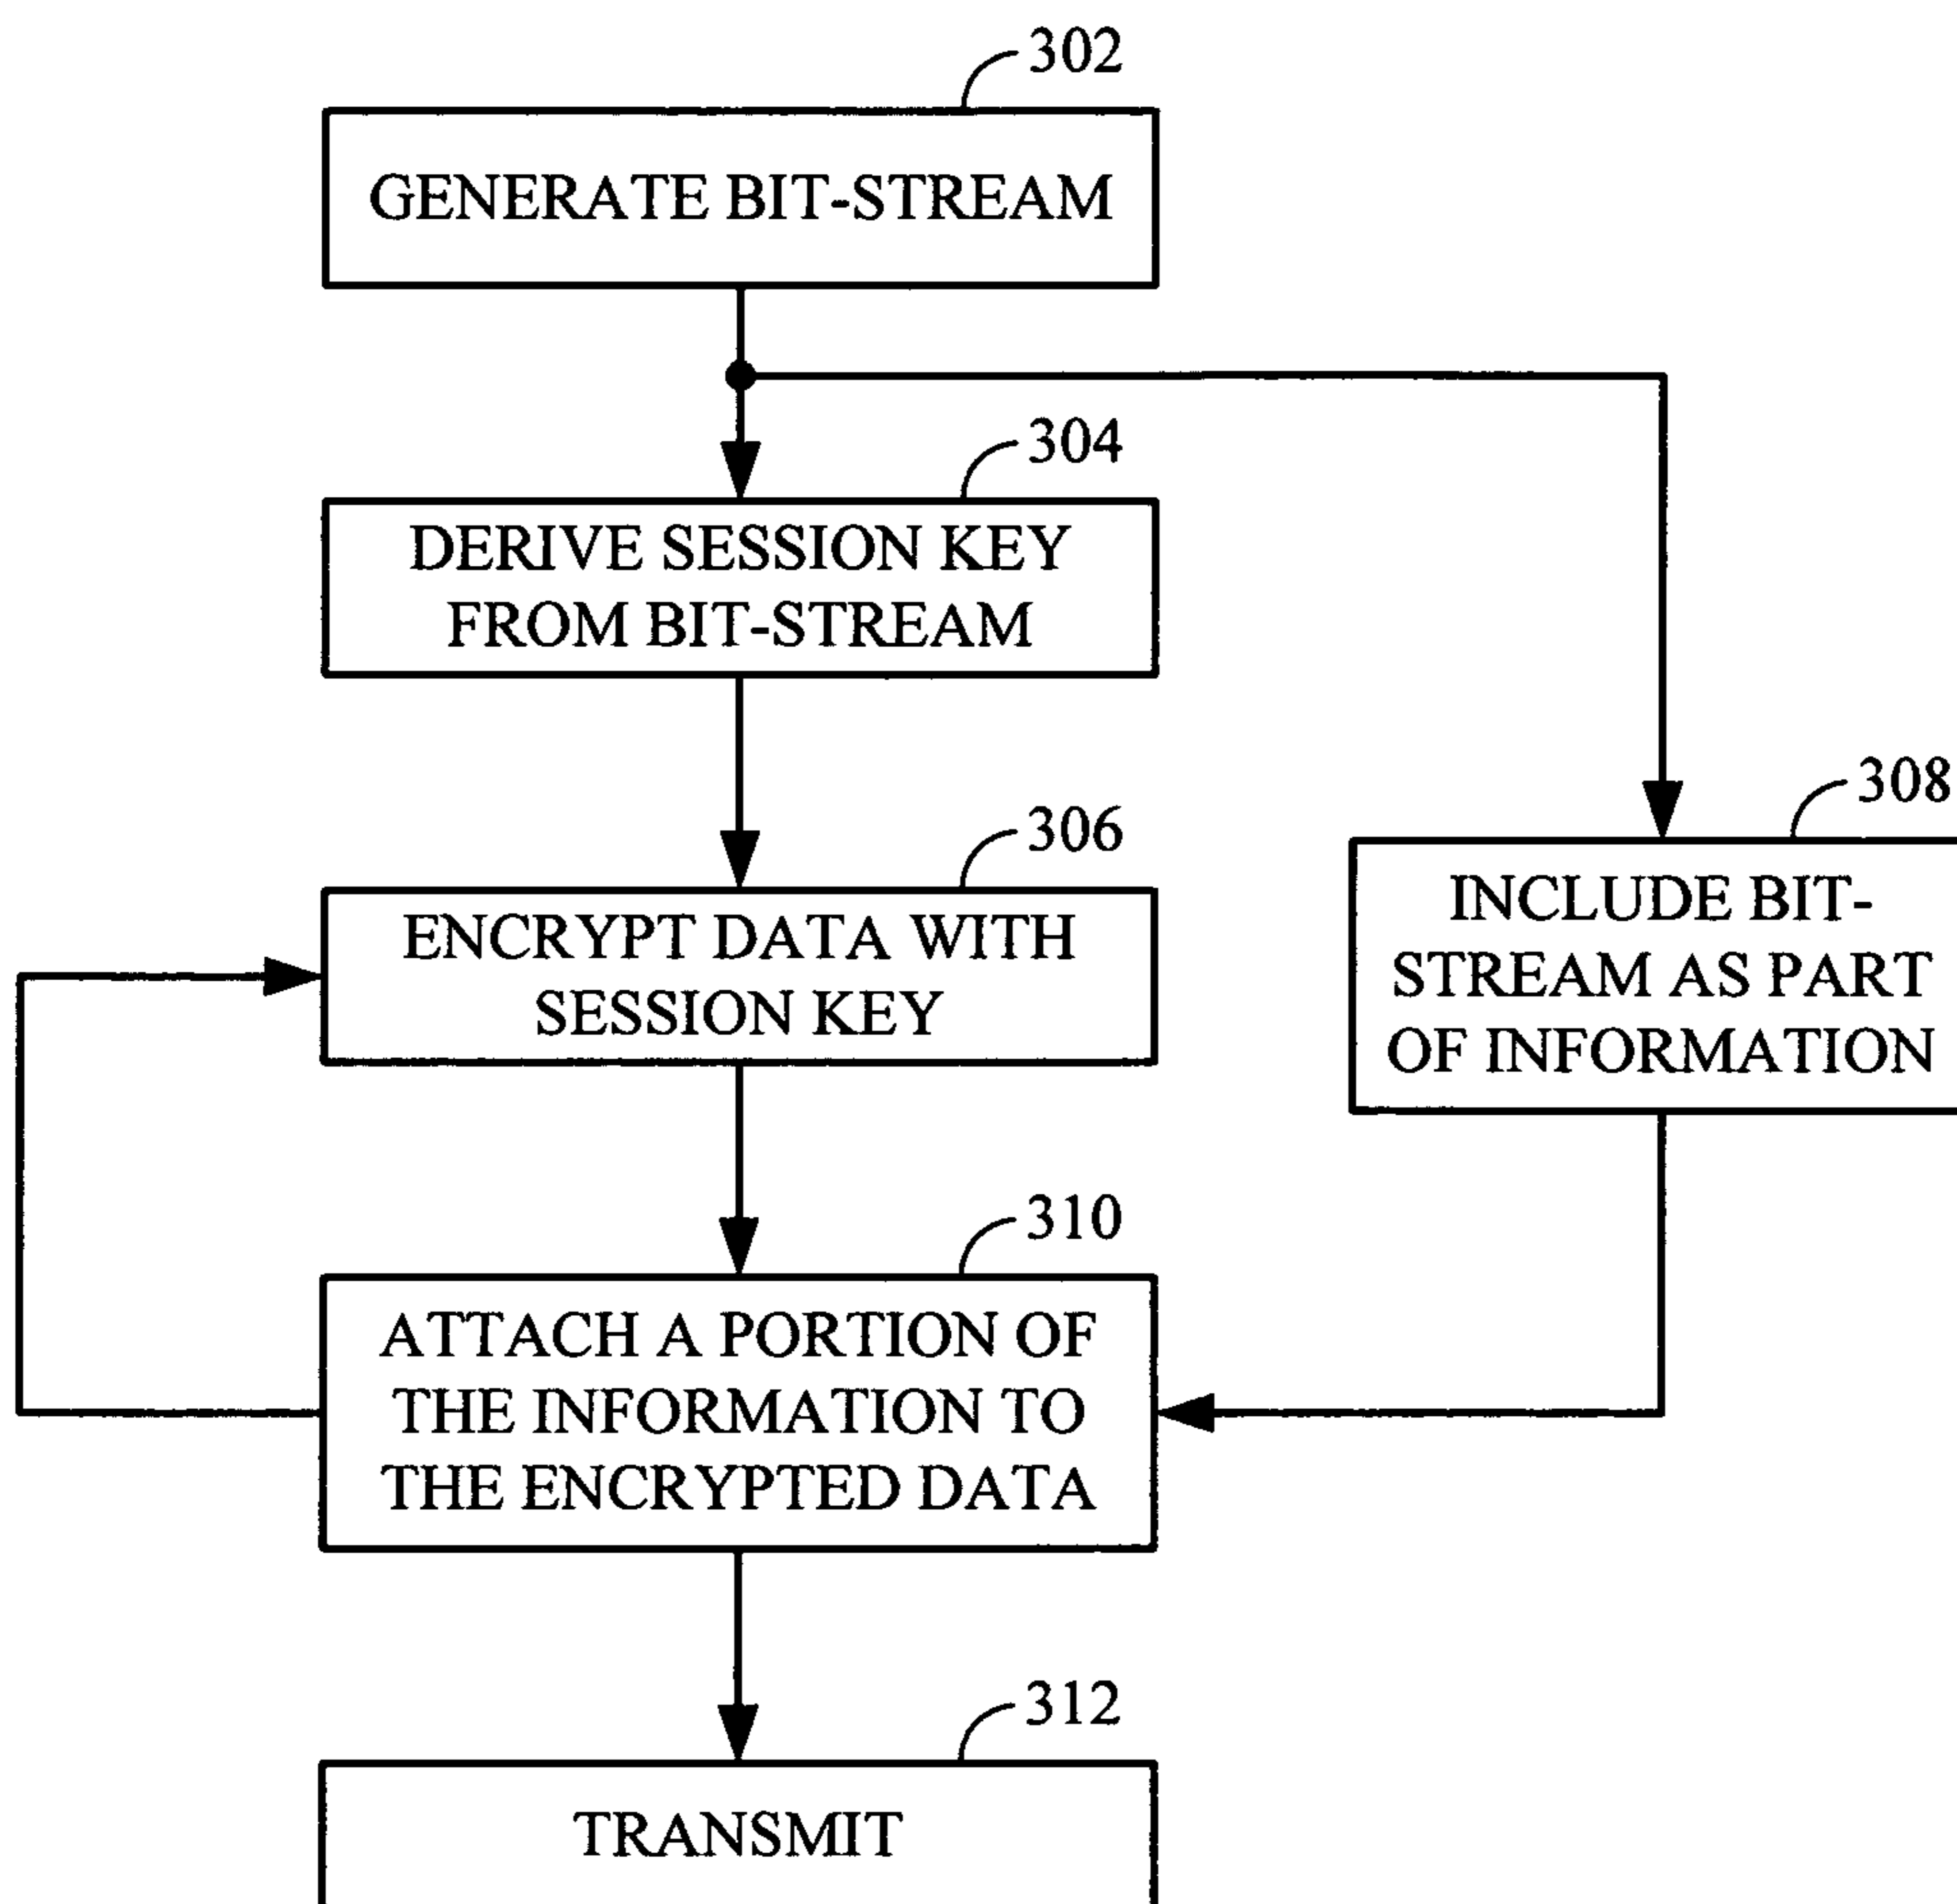 302
GENERATE BIT-STREAM
304
DERIVE SESSION KEY
FROM BIT-STREAM
306
ENCRYPT DATA WITH
SESSION KEY
308
INCLUDE BIT-
STREAM AS PART
OF INFORMATION
310
ATTACH A PORTION OF
THE INFORMATION TO
THE ENCRYPTED DATA
312
TRANSMIT